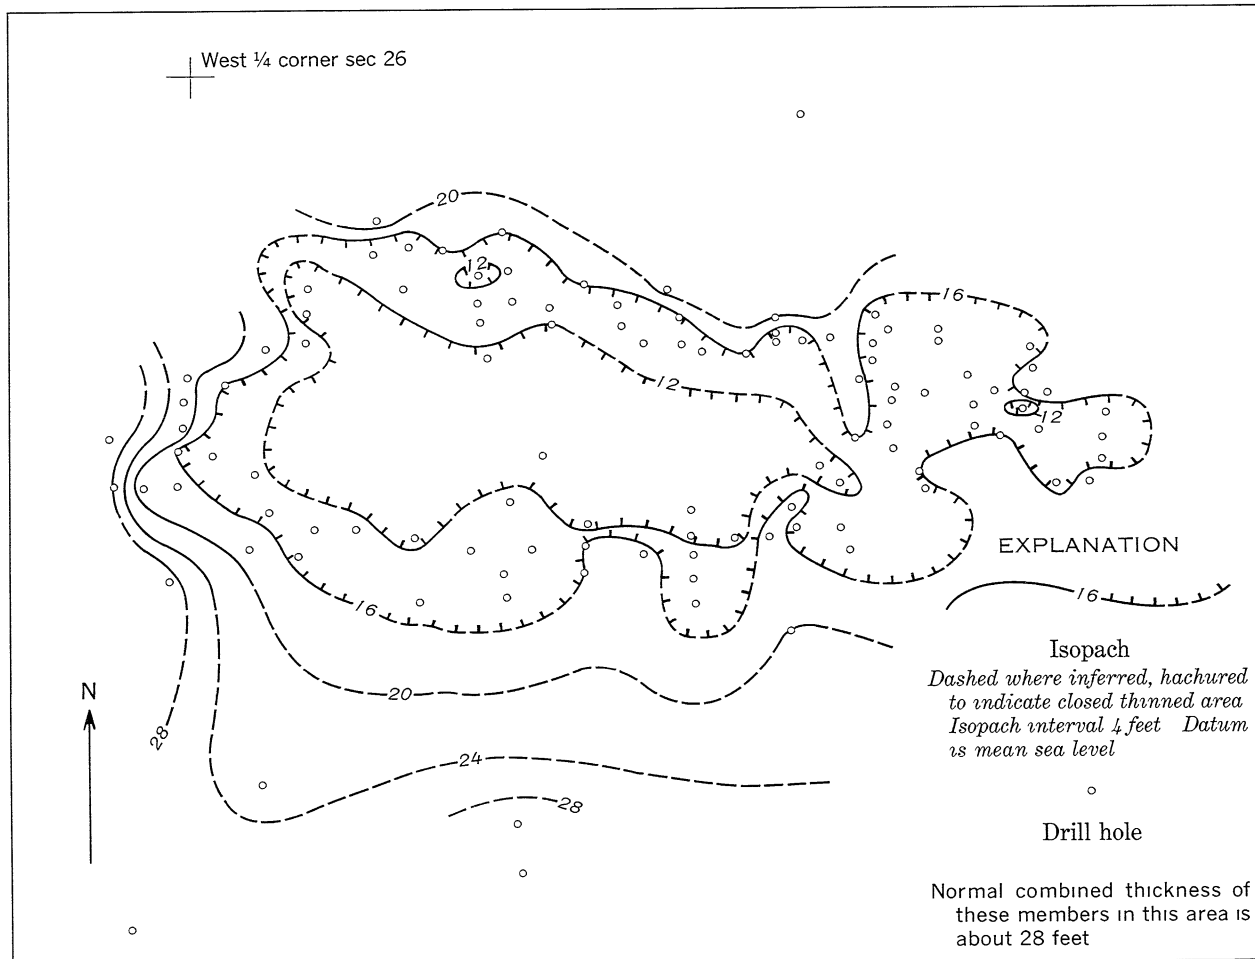 West ¼ corner sec 26
20
12
16
12
12
EXPLANATION
16
16
Isopach
Dashed where inferred, hachured
to indicate closed thinned area
Isopach interval 4 feet Datum
is mean sea level
N
20
28
24
28
Drill hole
Normal combined thickness of
these members in this area is
about 28 feet